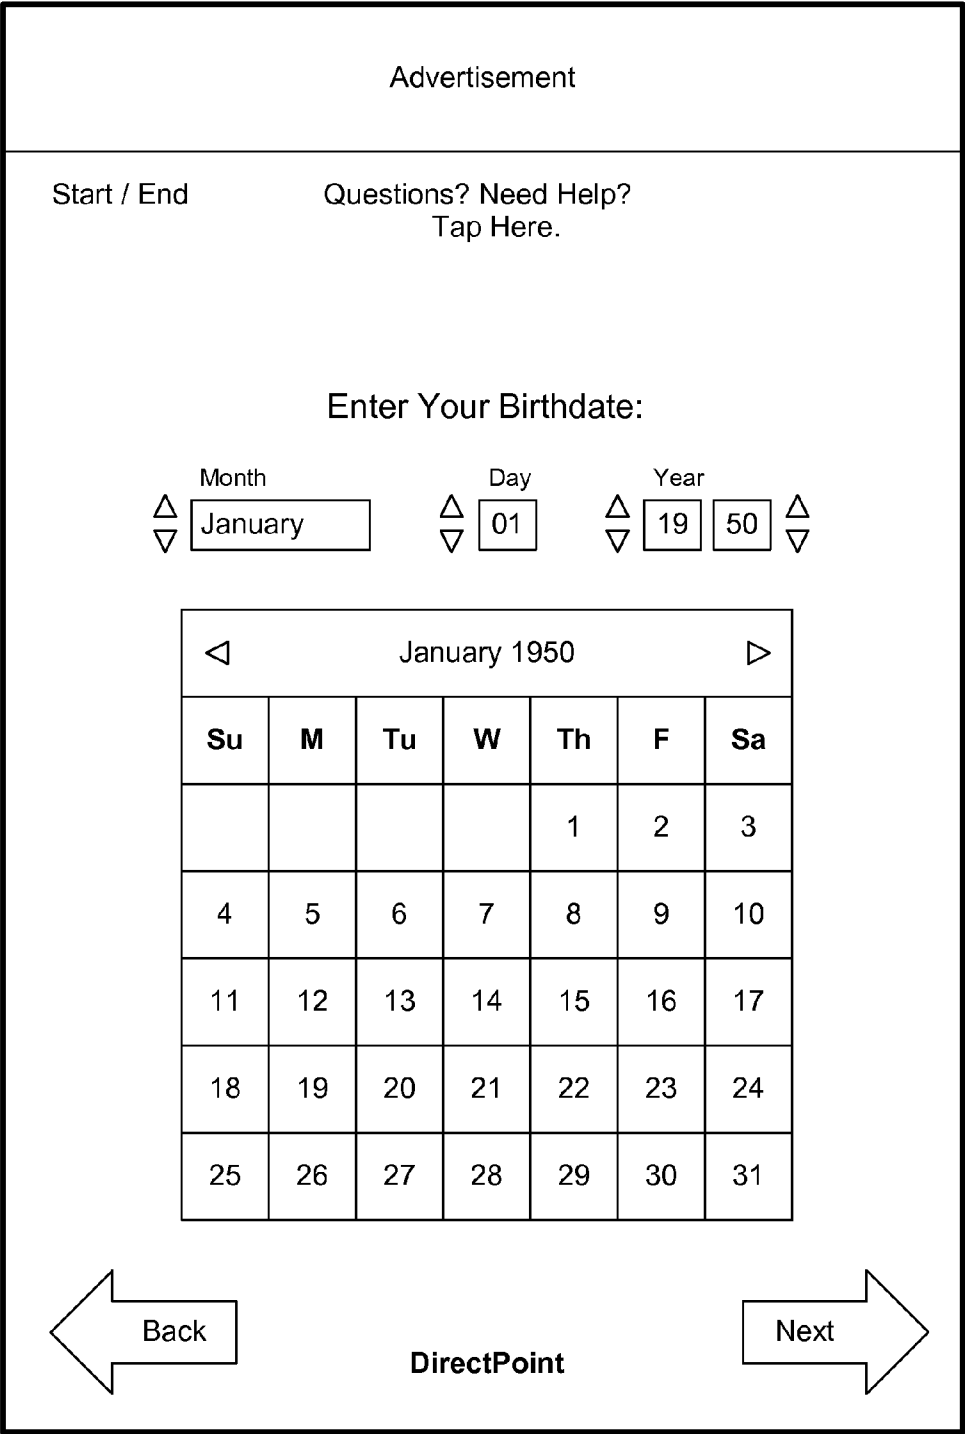 Advertisement
Start / End
Questions? Need Help?
Tap Here.
Enter Your Birthdate:
Month Day Year
January 01 19 50
January 1950
Su M Tu W Th F Sa
1 2 3
4 5 6 7 8 9 10
11 12 13 14 15 16 17
18 19 20 21 22 23 24
25 26 27 28 29 30 31
Back Next
DirectPoint